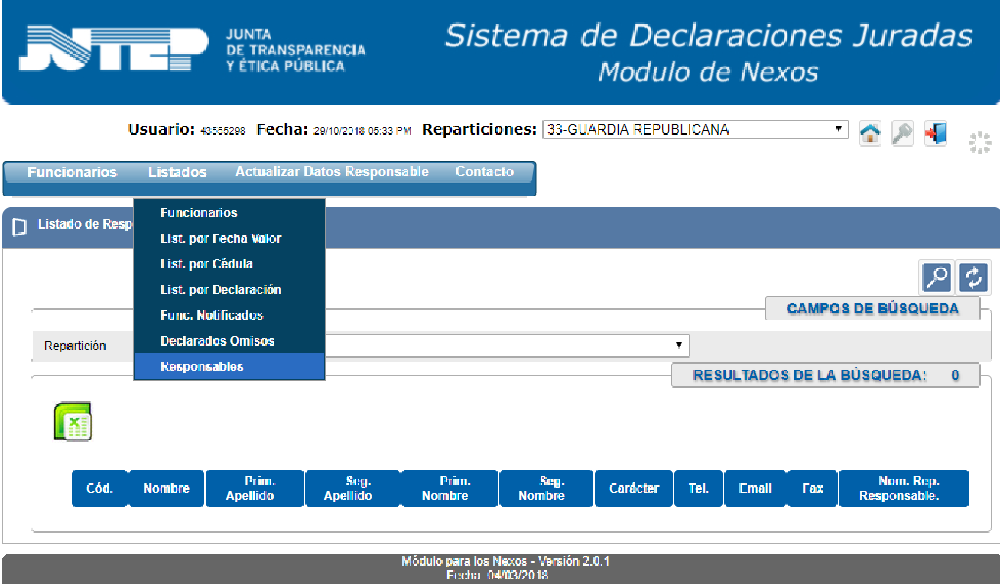 JUTEP
JUNTA
DE TRANSPARENCIA
Y ÉTICA PÚBLICA
Sistema de Declaraciones Juradas
Modulo de Nexos
Usuario: 43555298 Fecha: 29/10/2018 05:33 PM Reparticiones: 33-GUARDIA REPUBLICANA
Funcionarios Listados Actualizar Datos Responsable Contacto
Listado de Resp
Funcionarios
List. por Fecha Valor
List. por Cédula
List. por Declaración
Func. Notificados
Declarados Omisos
Responsables
CAMPOS DE BÚSQUEDA
Repartición
RESULTADOS DE LA BÚSQUEDA: 0
Cód. Nombre Prim. Apellido Seg. Apellido Prim. Nombre Seg. Nombre Carácter Tel. Email Fax Nom. Rep. Responsable.
Módulo para los Nexos - Versión 2.0.1
Fecha: 04/03/2018